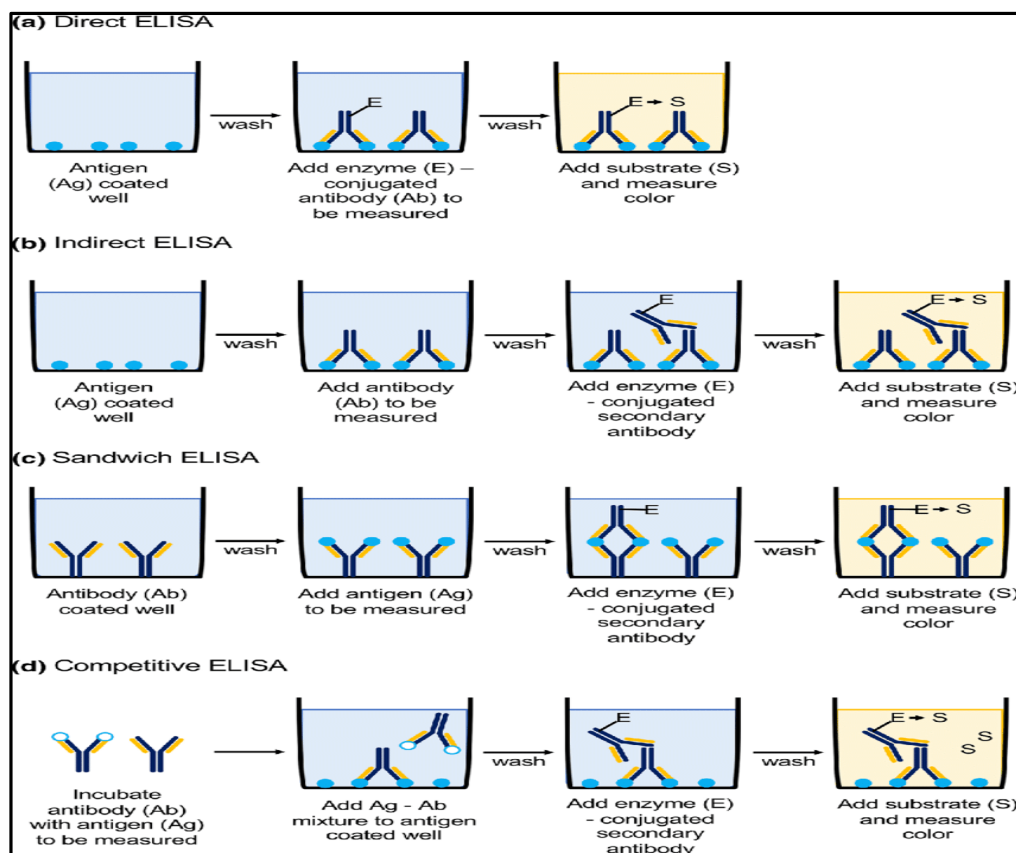 (a) Direct ELISA
E
E → S
wash
wash
Antigen
(Ag) coated
well
Add enzyme (E) –
conjugated
antibody (Ab) to
be measured
Add substrate (S)
and measure
color
(b) Indirect ELISA
E
E → S
wash
wash
wash
Antigen
(Ag) coated
well
Add antibody
(Ab) to be
measured
Add enzyme (E)
- conjugated
secondary
antibody
Add substrate (S)
and measure
color
(c) Sandwich ELISA
E
E → S
wash
wash
wash
Antibody (Ab)
coated well
Add antigen (Ag)
to be measured
Add enzyme (E)
- conjugated
secondary
antibody
Add substrate (S)
and measure
color
(d) Competitive ELISA
E
E → S
S
S
wash
wash
Incubate
antibody (Ab)
with antigen (Ag)
to be measured
Add Ag - Ab
mixture to antigen
coated well
Add enzyme (E)
- conjugated
secondary
antibody
Add substrate (S)
and measure
color